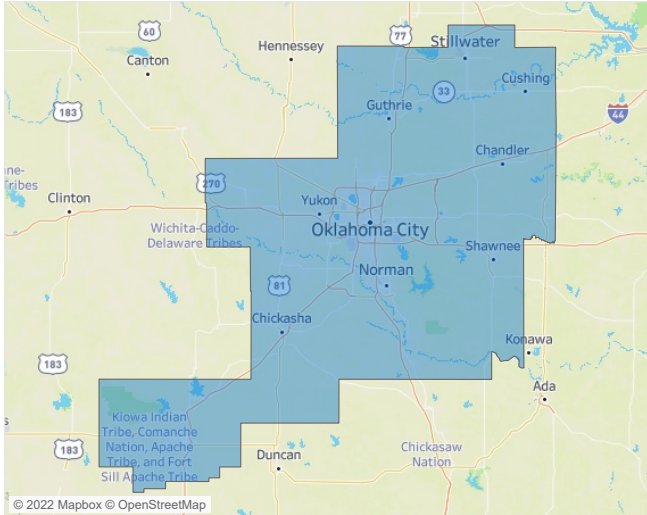 60
77
Stillwater
Hennessey
Canton
Cushing
33
Guthrie
183
44
Chandler
ne-
Tribes
270
Clinton
Yukon
Wichita-Caddo-
Delaware Tribes
Oklahoma City
Shawnee
Norman
81
Chickasha
Konawa
183
Ada
Kiowa Indian
Tribe, Comanche
Nation, Apache
Tribe, and Fort
Sill Apache Tribe
s
183
Duncan
Chickasaw
Nation
© 2022 Mapbox © OpenStreetMap